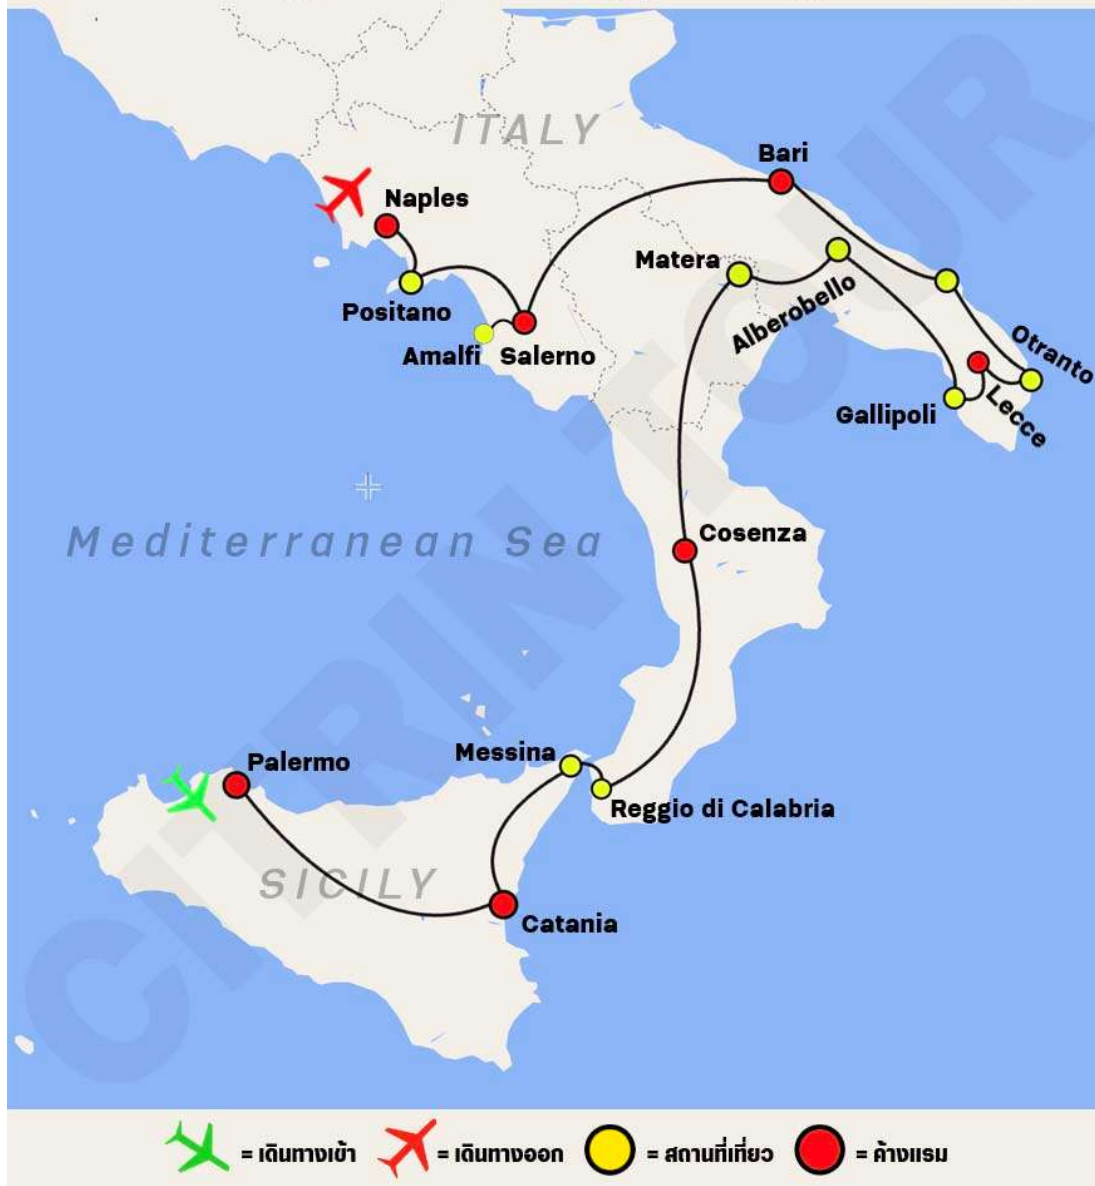 ITALY
Bari
Naples
Matera
Positano
Alberobello
Otranto
Amalfi
Salerno
Lecce
Gallipoli
Mediterranean Sea
Cosenza
Messina
Palermo
Reggio di Calabria
SICILY
Catania
CITRIN TOUR
= เดินทางเข้า = เดินทางออก = สถานที่เที่ยว = ค้างแรม